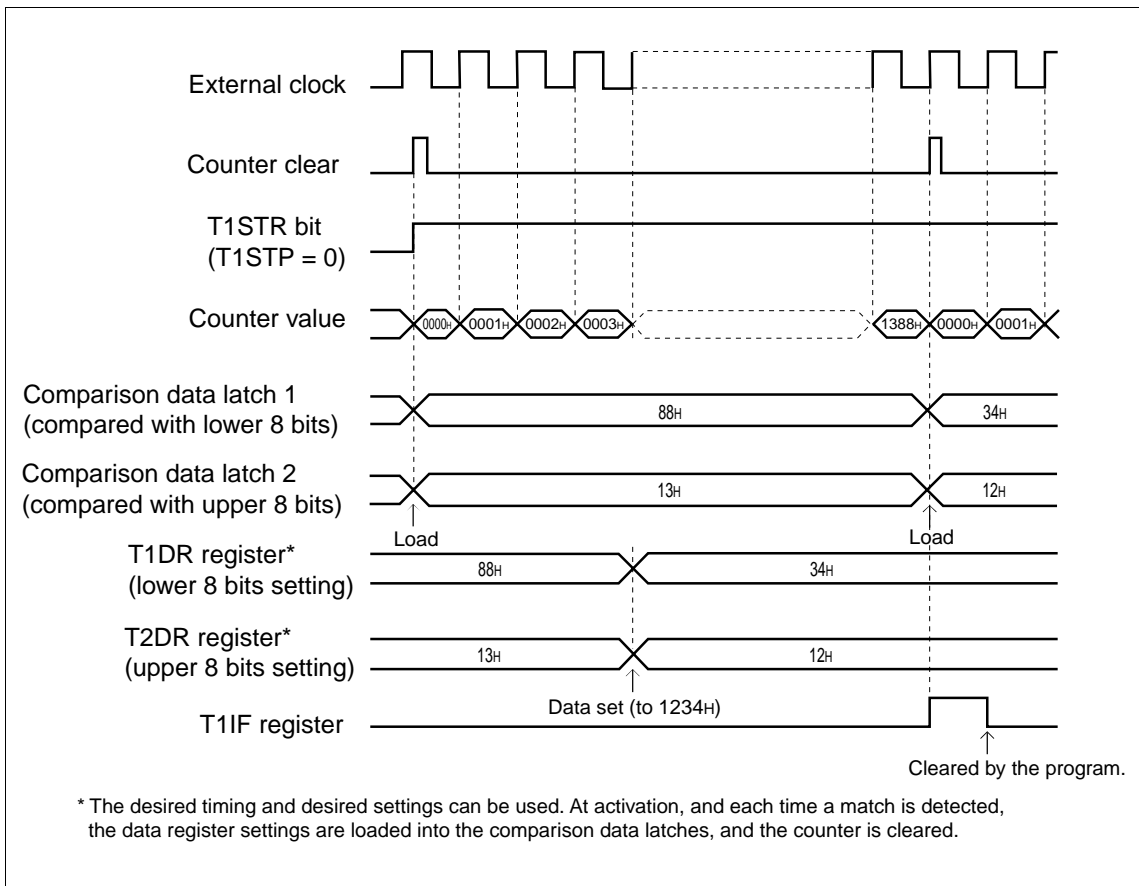 External clock
Counter clear
T1STR bit
(T1STP = 0)
Counter value
0000H 0001H 0002H 0003H 1388H 0000H 0001H
Comparison data latch 1
(compared with lower 8 bits)
88H 34H
Comparison data latch 2
(compared with upper 8 bits)
13H 12H
Load Load
T1DR register*
(lower 8 bits setting)
88H 34H
T2DR register*
(upper 8 bits setting)
13H 12H
Data set (to 1234H)
T1IF register
Cleared by the program.
* The desired timing and desired settings can be used. At activation, and each time a match is detected,
the data register settings are loaded into the comparison data latches, and the counter is cleared.